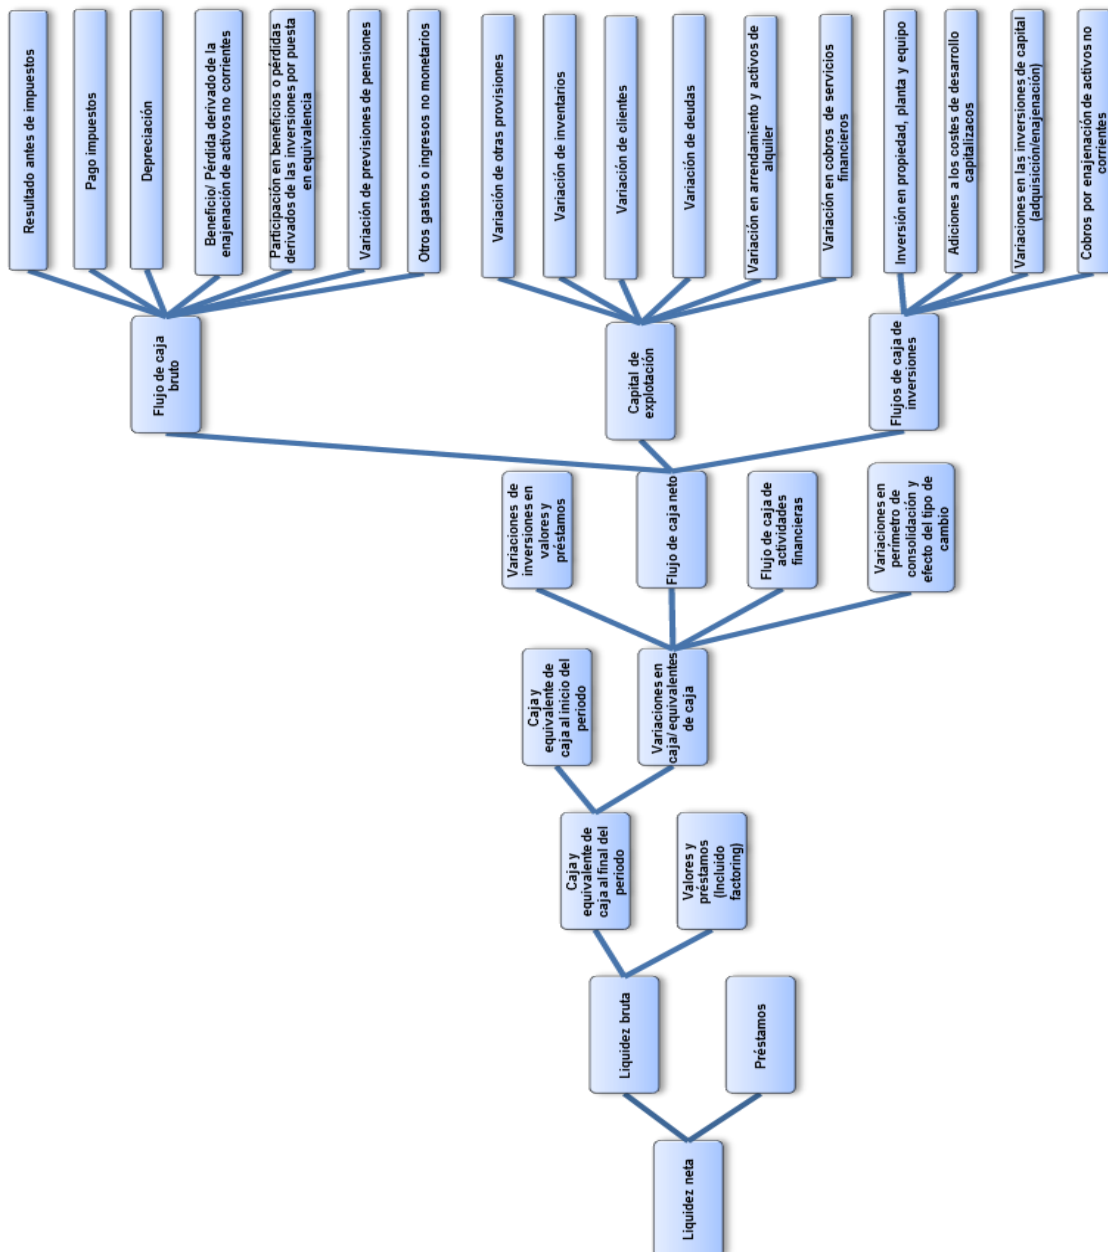 Resultado antes de impuestos
Pago impuestos
Depreciación
Beneficio/ Pérdida derivado de la
enajenación de activos no corrientes
Participación en beneficios o pérdidas
derivados de las inversiones por puesta
en equivalencia
Variación de previsiones de pensiones
Otros gastos o ingresos no monetarios
Variación de otras provisiones
Variación de inventarios
Variación de clientes
Variación de deudas
Variación en arrendamiento y activos de
alquiler
Variación en cobros de servicios
financieros
Inversión en propiedad, planta y equipo
Adiciones a los costes de desarrollo
capitalizacos
Variaciones en las inversiones de capital
(adquisición/enajenación)
Cobros por enajenación de activos no
corrientes
Flujo de caja
bruto
Capital de
explotación
Flujos de caja de
inversiones
Variaciones de
inversiones en
valores y
préstamos
Flujo de caja neto
Flujo de caja de
actividades
financieras
Variaciones en
perímetro de
consolidación y
efecto del tipo de
cambio
Caja y
equivalente de
caja al inicio del
periodo
Variaciones en
caja/equivalentes
de caja
Caja y
equivalente de
caja al final del
periodo
Valores y
préstamos
(Incluido
factoring)
Liquidez bruta
Préstamos
Liquidez neta